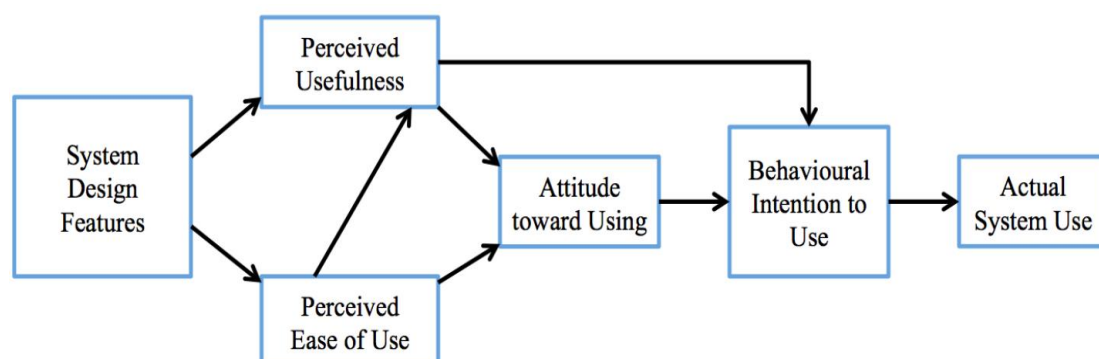 Perceived
Usefulness
System
Design
Features
Perceived
Ease of Use
Attitude
toward Using
Behavioural
Intention to
Use
Actual
System Use